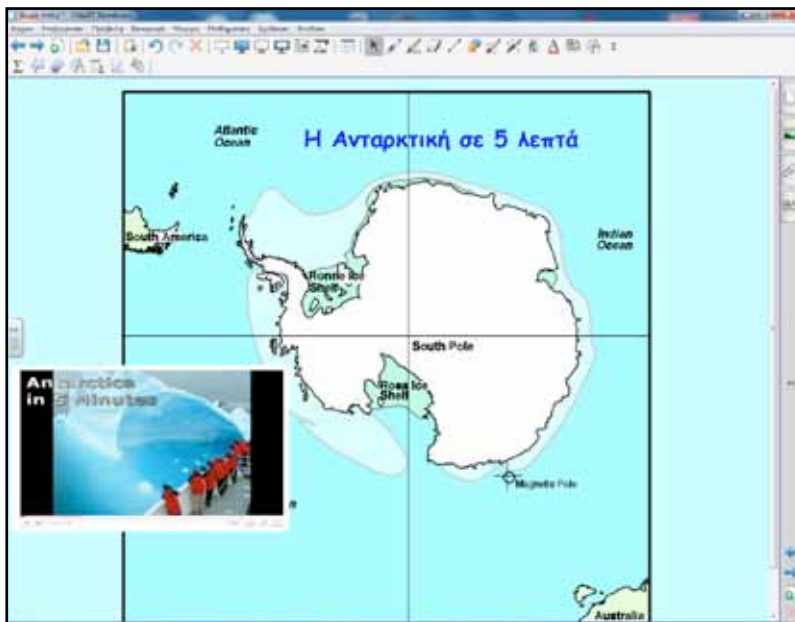 Η Ανταρκτική σε 5 λεπτά
Atlantic
Ocean
South America
Indian
Ocean
Ronne Ice
Shelf
South Pole
Ross Ice
Shelf
Antarctica
in 5 Minutes
Magnetic Pole
Australia